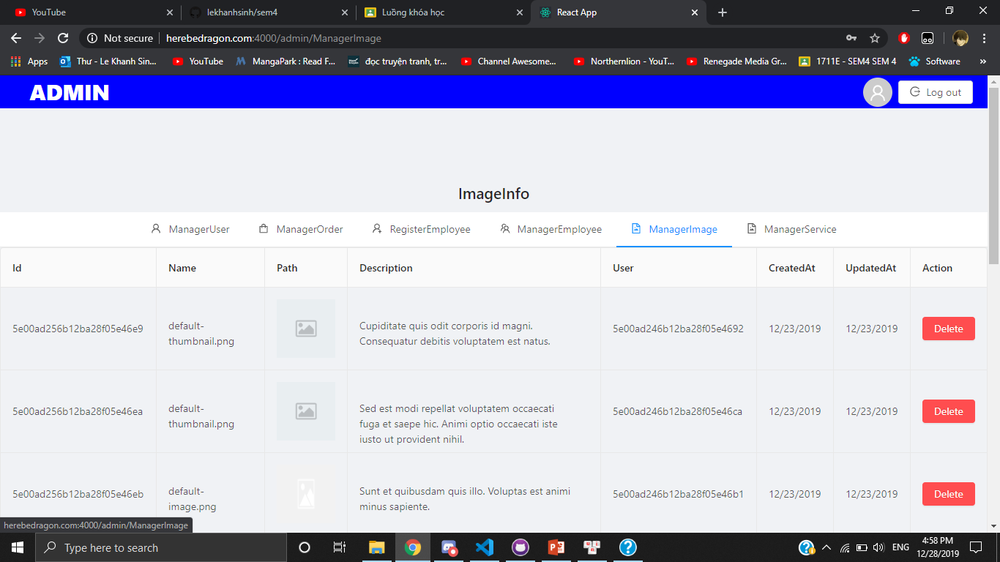 YouTube
lekhanhsinh/sem4
Luồng khóa học
React App
Not secure
herebedragon.com:4000/admin/ManagerImage
Apps
Thư - Le Khanh Sin...
YouTube
MangaPark : Read F...
đọc truyện tranh, tr...
Channel Awesome...
Northernlion - YouT...
Renegade Media Gr...
1711E - SEM4 SEM 4
Software
»
ADMIN
Log out
ImageInfo
ManagerUser
ManagerOrder
RegisterEmployee
ManagerEmployee
ManagerImage
ManagerService
Id
Name
Path
Description
User
CreatedAt
UpdatedAt
Action
5e00ad256b12ba28f05e46e9
default-
thumbnail.png
Cupiditate quis odit corporis id magni.
Consequatur debitis voluptatem est natus.
5e00ad246b12ba28f05e4692
12/23/2019
12/23/2019
Delete
5e00ad256b12ba28f05e46ea
default-
thumbnail.png
Sed est modi repellat voluptatem occaecati
fuga et saepe hic. Animi optio occaecati iste
iusto ut provident nihil.
5e00ad246b12ba28f05e46ca
12/23/2019
12/23/2019
Delete
5e00ad256b12ba28f05e46eb
default-
image.png
Sunt et quibusdam quis illo. Voluptas est animi
minus sapiente.
5e00ad246b12ba28f05e46b1
12/23/2019
12/23/2019
Delete
herebedragon.com:4000/admin/ManagerImage
Type here to search
ENG
4:58 PM
12/28/2019